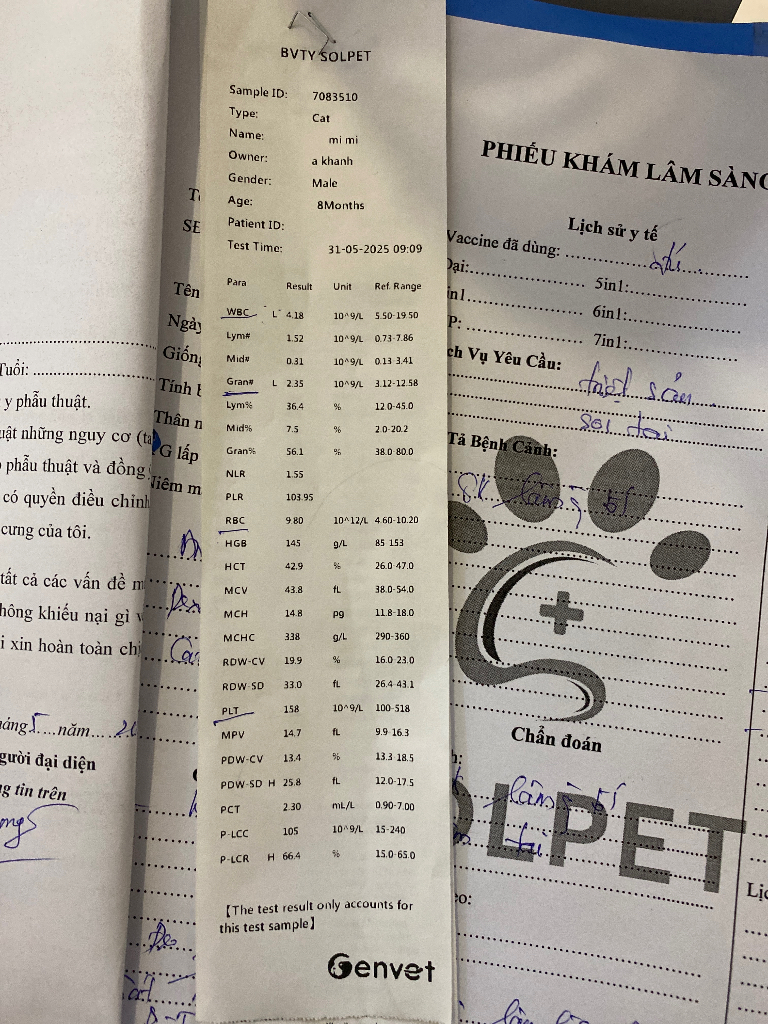 BVTY SOLPET
Sample ID: 7083510
Type: Cat
Name: mi mi
Owner: a khanh
Gender: Male
Age: 8Months
Patient ID:
Test Time: 31-05-2025 09:09
Para Result Unit Ref. Range
WBC L 4.18 10^9/L 5.50-19.50
Lym# 1.52 10^9/L 0.73-7.86
Mid# 0.31 10^9/L 0.13-3.41
Gran# L 2.35 10^9/L 3.12-12.58
Lym% 36.4 % 12.0-45.0
Mid% 7.5 % 2.0-20.2
Gran% 56.1 % 38.0-80.0
NLR 1.55
PLR 103.95
RBC 9.80 10^12/L 4.60-10.20
HGB 145 g/L 85-153
HCT 42.9 % 26.0-47.0
MCV 43.8 fL 38.0-54.0
MCH 14.8 pg 11.8-18.0
MCHC 338 g/L 290-360
RDW-CV 19.9 % 16.0-23.0
RDW-SD 33.0 fL 26.4-43.1
PLT 158 10^9/L 100-518
MPV 14.7 fL 9.9-16.3
PDW-CV 13.4 % 13.3-18.5
PDW-SD H 25.8 fL 12.0-17.5
PCT 2.30 mL/L 0.90-7.00
P-LCC 105 10^9/L 15-240
P-LCR H 66.4 % 15.0-65.0
【The test result only accounts for
this test sample】
Genvet
PHIẾU KHÁM LÂM SÀNG
Lịch sử y tế
Vaccine đã dùng:
Dại: 5in1:
6in1:
P: 7in1:
ch Vụ Yêu Cầu:
triệt sản
soi tai
Tả Bệnh Cảnh:
Chẩn đoán
OLPET
eo:
Tuổi:
y phẫu thuật.
uật những nguy cơ (ta
phẫu thuật và đồng
có quyền điều chỉnh
cưng của tôi.
tất cả các vấn đề m
hông khiếu nại gì v
i xin hoàn toàn ch
háng 5 năm
gười đại diện
g tin trên
Tên
Ngày
Giống
Tính b
Thân n
G lấp
Niêm m